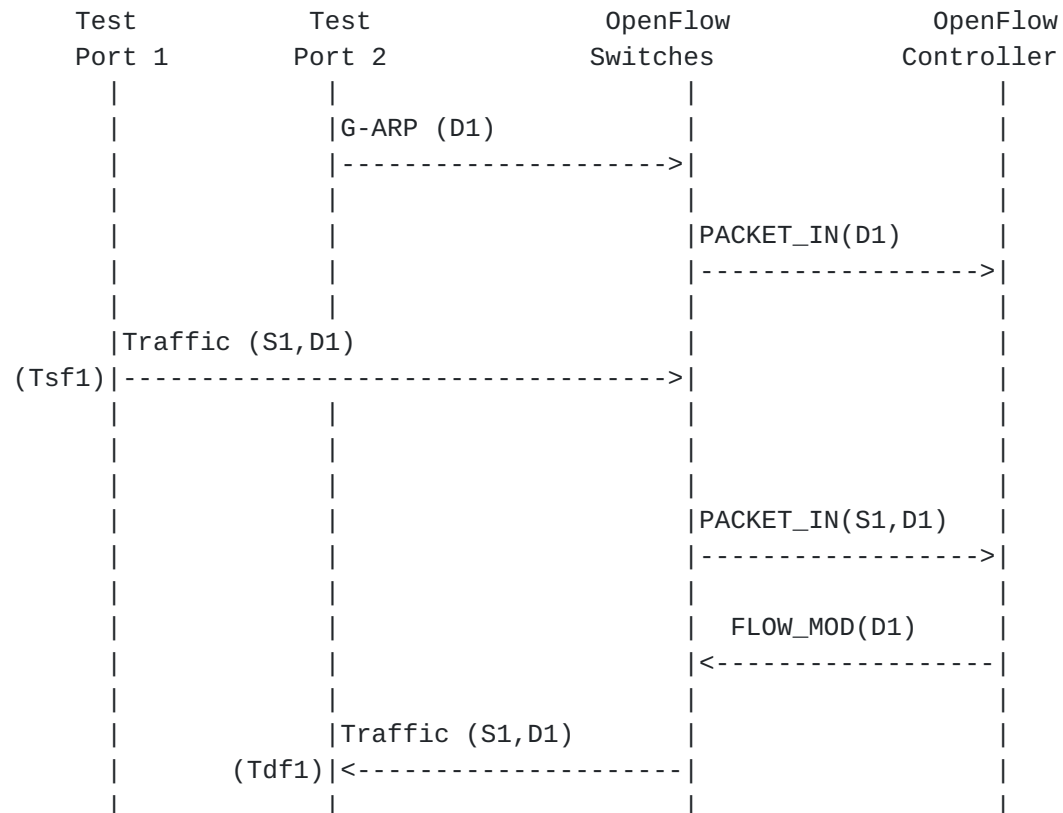 Test Test OpenFlow OpenFlow
Port 1 Port 2 Switches Controller
G-ARP (D1)
PACKET_IN(D1)
Traffic (S1,D1)
(Tsf1)
PACKET_IN(S1,D1)
FLOW_MOD(D1)
Traffic (S1,D1)
(Tdf1)